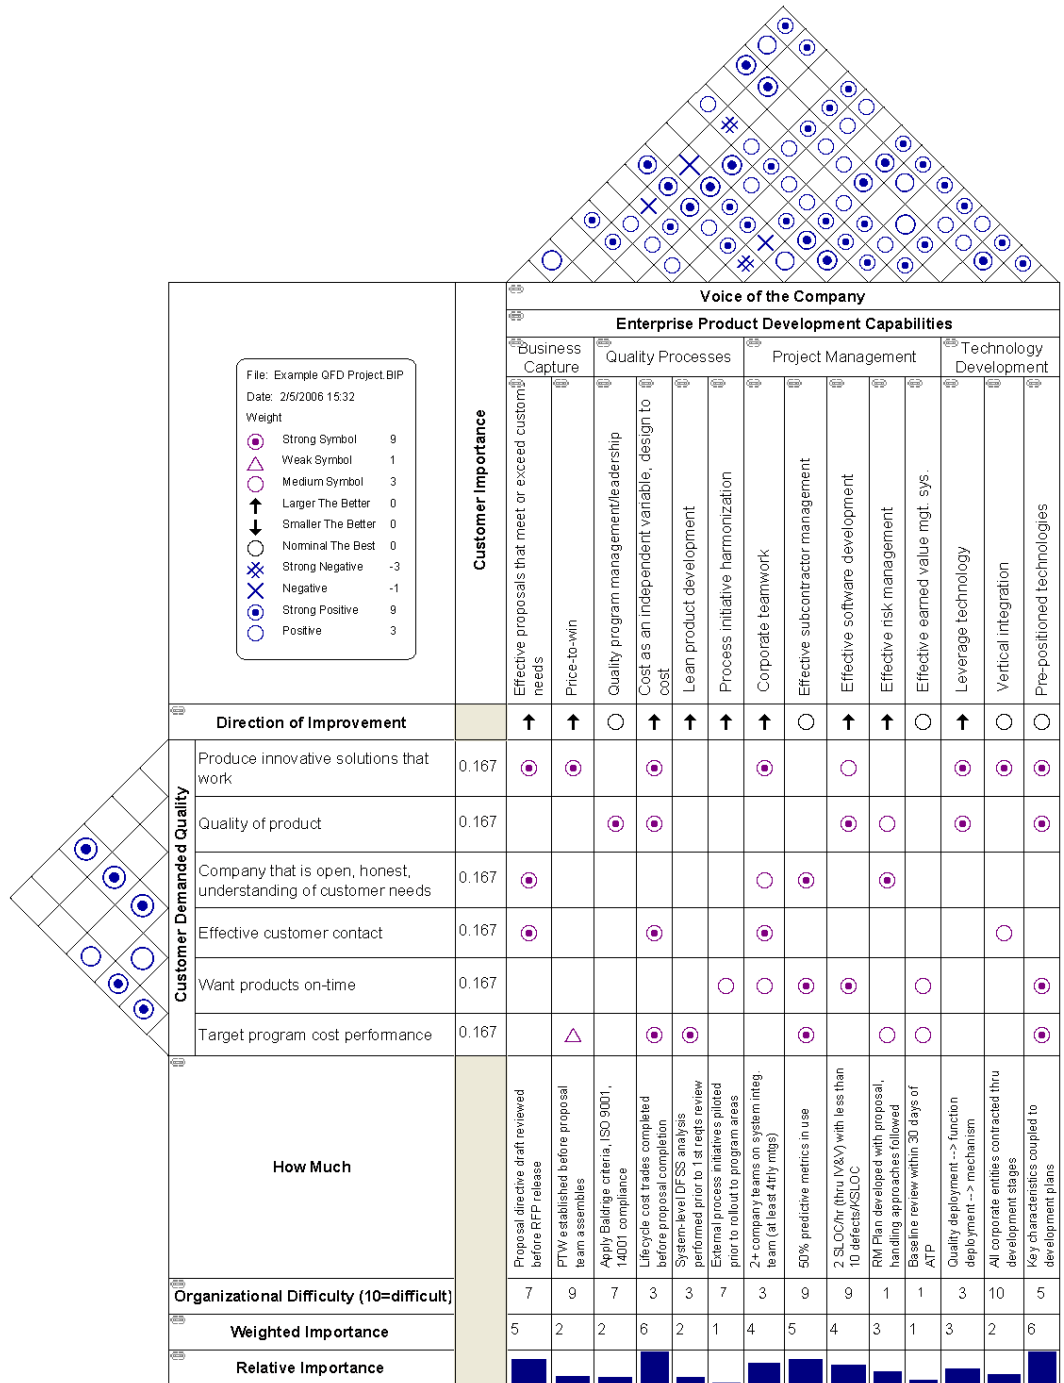 Voice of the Company
Enterprise Product Development Capabilities
Business
Capture
Quality Processes
Project Management
Technology
Development
File: Example QFD Project.BIP
Date: 2/5/2006 15:32
Weight
Strong Symbol 9
Weak Symbol 1
Medium Symbol 3
Larger The Better 0
Smaller The Better 0
Norminal The Best 0
Strong Negative -3
Negative -1
Strong Positive 9
Positive 3
Customer Importance
Effective proposals that meet or exceed customs
needs
Price-to-win
Quality program management/leadership
Cost as an independent variable, design to
cost
Lean product development
Process initiative harmonization
Corporate teamwork
Effective subcontractor management
Effective software development
Effective risk management
Effective earned value mgt. sys.
Leverage technology
Vertical integration
Pre-positioned technologies
Direction of Improvement
Customer Demanded Quality
Produce innovative solutions that
work
0.167
Quality of product
0.167
Company that is open, honest,
understanding of customer needs
0.167
Effective customer contact
0.167
Want products on-time
0.167
Target program cost performance
0.167
How Much
Proposal directive draft reviewed
before RFP release
PTW established before proposal
team assembles
Apply Baldrige criteria, ISO 9001,
14001 compliance
Lifecycle cost trades completed
before proposal completion
System-level DFSS analysis
performed prior to 1st reqts review
External process initiatives piloted
prior to rollout to program areas
2+ company teams on system integ.
team (at least 4trly mtgs)
50% predictive metrics in use
2 SLOC/hr (thru IV&V) with less than
10 defects/KSLOC
RM Plan developed with proposal,
handling approaches followed
Baseline review within 30 days of
ATP
Quality deployment --> function
deployment --> mechanism
All corporate entities contracted thru
development stages
Key characteristics coupled to
development plans
Organizational Difficulty (10=difficult) 7 9 7 3 3 7 3 9 9 1 1 3 10 5
Weighted Importance 5 2 2 6 2 1 4 5 4 3 1 3 2 6
Relative Importance